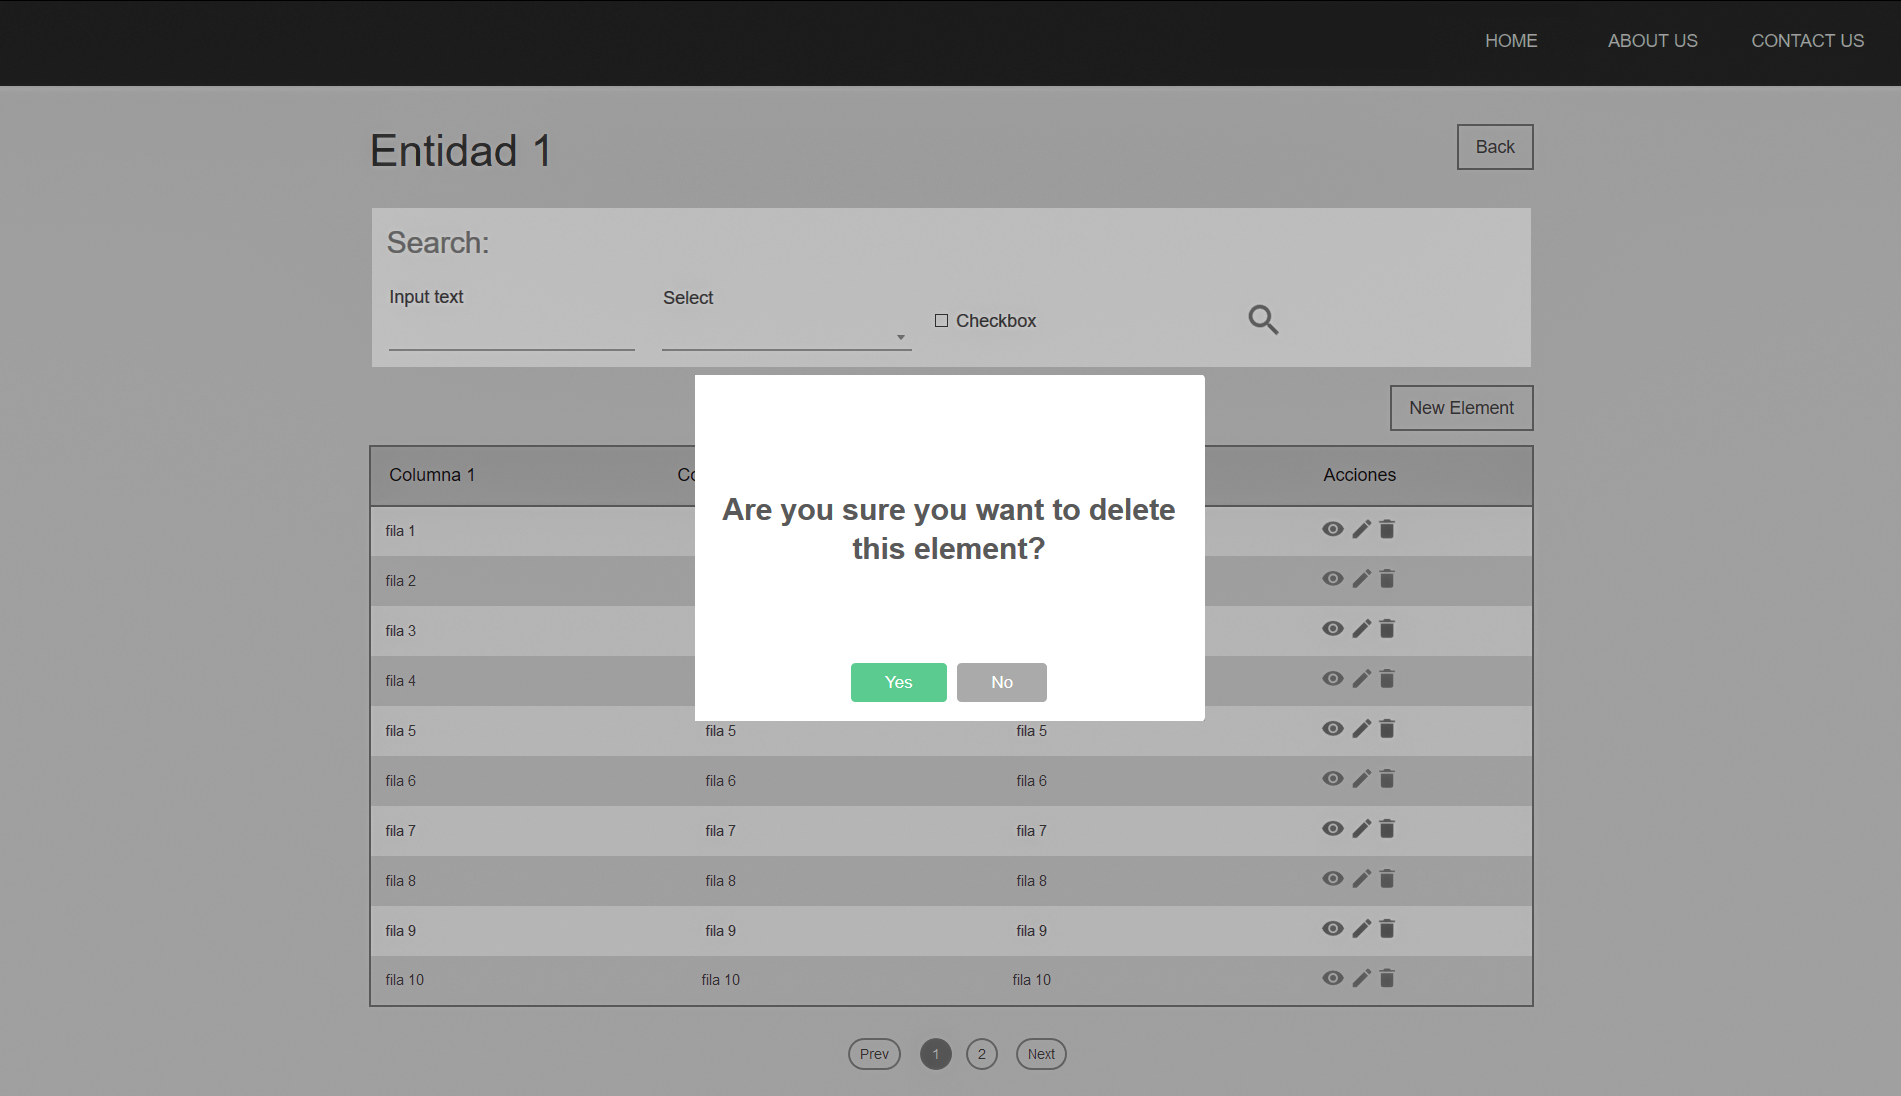 HOME ABOUT US CONTACT US
Entidad 1
Back
Search:
Input text
Select
Checkbox
New Element
Columna 1 Acciones
Are you sure you want to delete
this element?
Yes No
fila 1
fila 2
fila 3
fila 4
fila 5 fila 5 fila 5
fila 6 fila 6 fila 6
fila 7 fila 7 fila 7
fila 8 fila 8 fila 8
fila 9 fila 9 fila 9
fila 10 fila 10 fila 10
Prev 1 2 Next